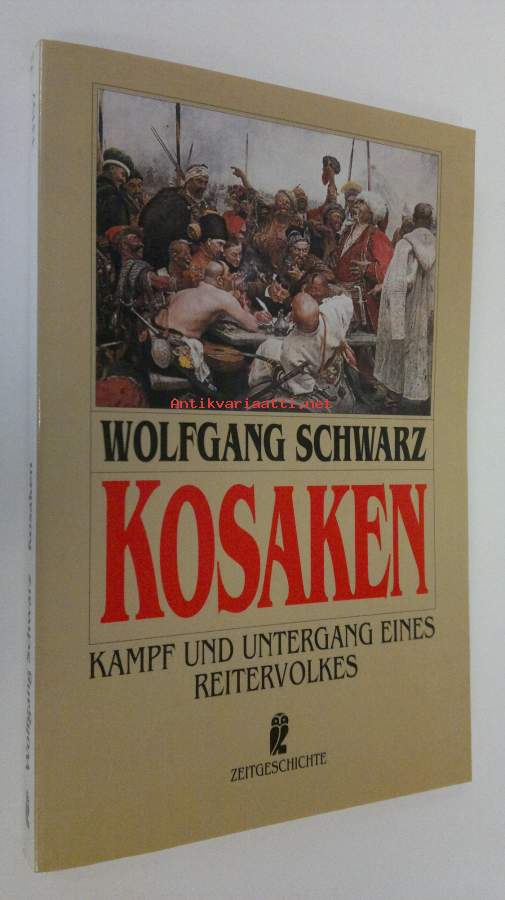 Antikvariaatti.net
WOLFGANG SCHWARZ
KOSAKEN
KAMPF UND UNTERGANG EINES
REITERVOLKES
ZEITGESCHICHTE
Wolfgang Schwarz Kosaken